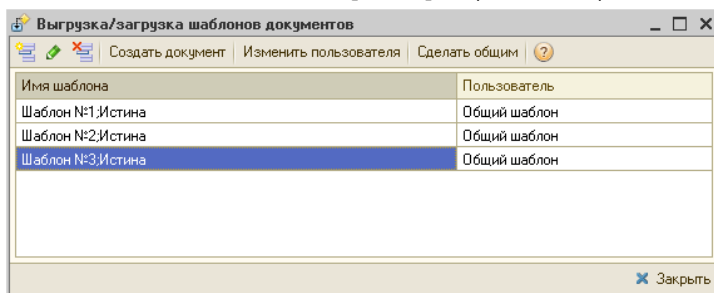 Выгрузка/загрузка шаблонов документов
Создать документ Изменить пользователя Сделать общим
Имя шаблона Пользователь
Шаблон №1;Истина Общий шаблон
Шаблон №2;Истина Общий шаблон
Шаблон №3;Истина Общий шаблон
Закрыть